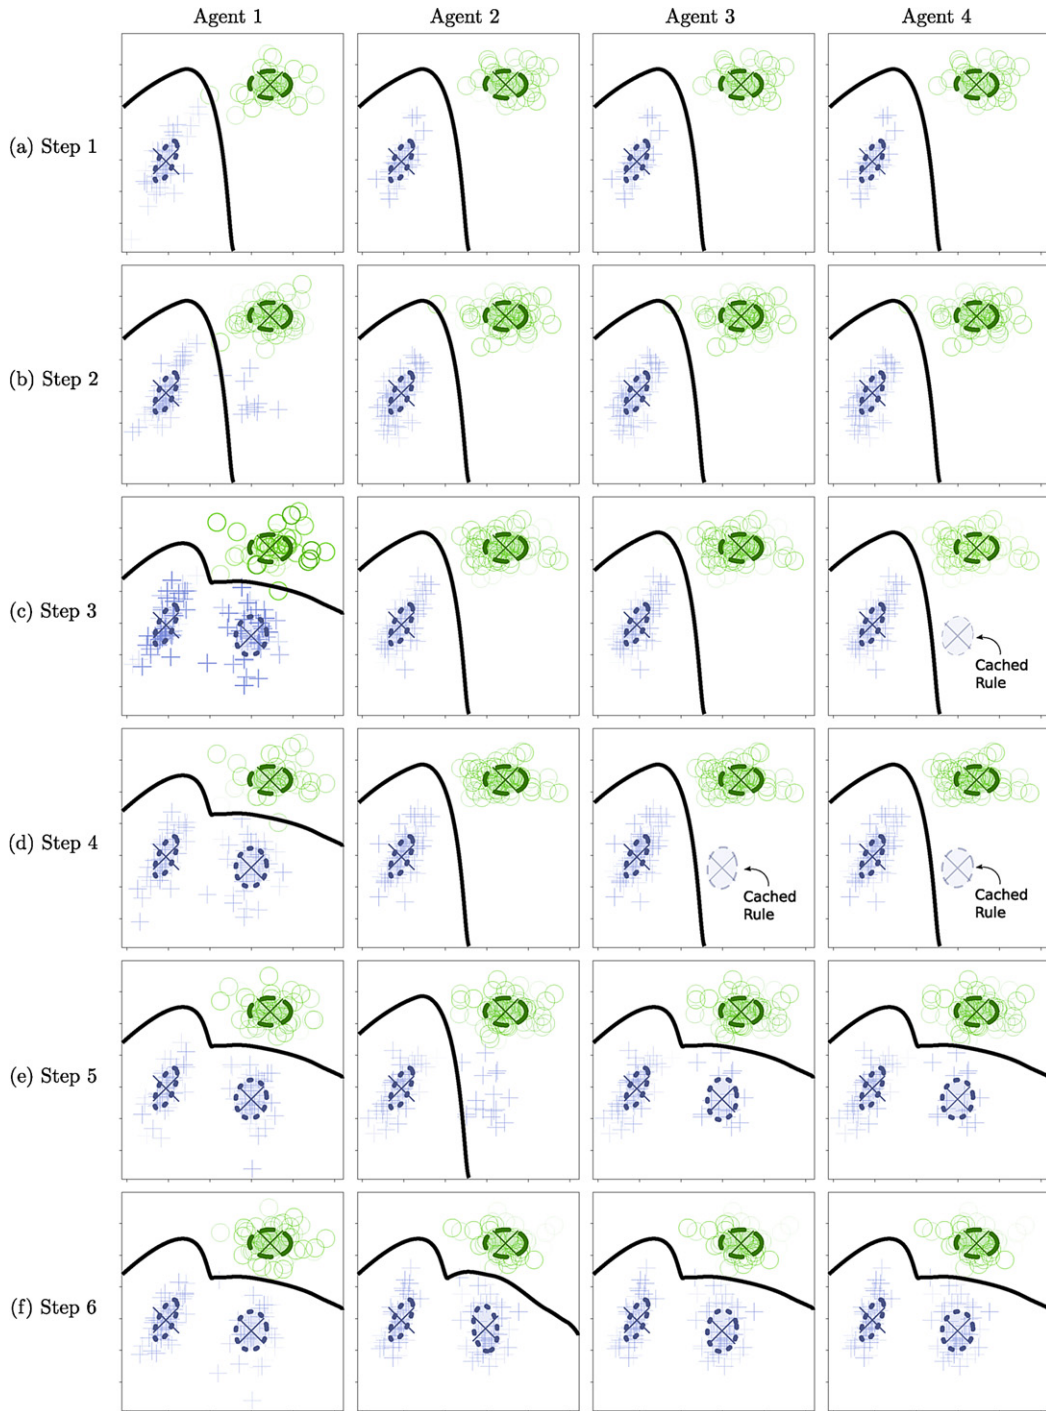 Agent 1 Agent 2 Agent 3 Agent 4
(a) Step 1
(b) Step 2
(c) Step 3
Cached
Rule
(d) Step 4
Cached
Rule
Cached
Rule
(e) Step 5
(f) Step 6